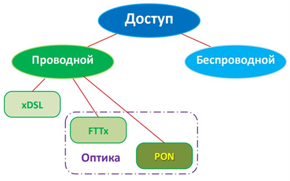 Доступ
Проводной
Беспроводной
xDSL
FTTx
Оптика
PON